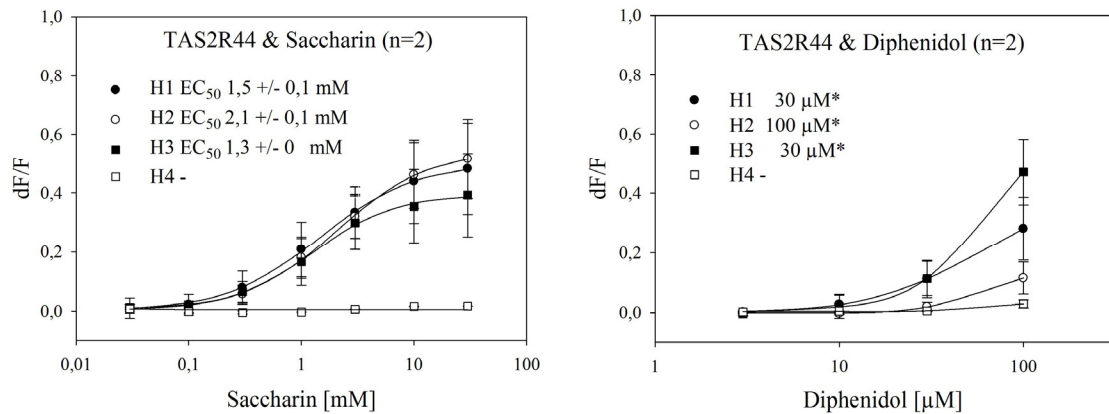 TAS2R44 & Saccharin (n=2)
H1 EC50 1,5 +/- 0,1 mM
H2 EC50 2,1 +/- 0,1 mM
H3 EC50 1,3 +/- 0 mM
H4 -
1,0
0,8
0,6
0,4
0,2
0,0
dF/F
0,01
0,1
1
10
100
Saccharin [mM]
TAS2R44 & Diphenidol (n=2)
H1 30 µM*
H2 100 µM*
H3 30 µM*
H4 -
1,0
0,8
0,6
0,4
0,2
0,0
dF/F
1
10
100
Diphenidol [µM]